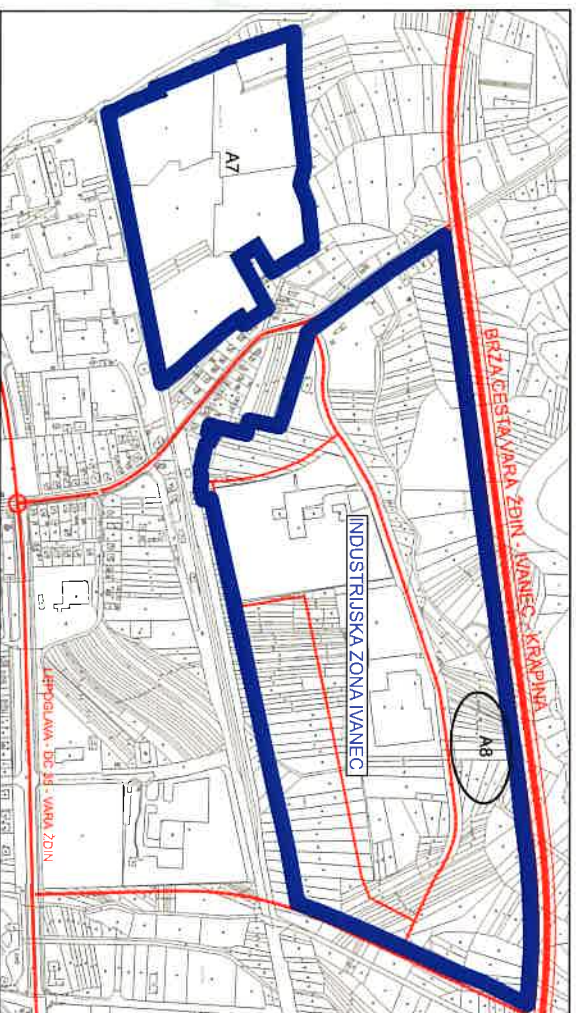 BRZA CESTA VARAŽDIN - IVANEC - KRAPINA
A8
INDUSTRIJSKA ZONA IVANEC
A7
LEPOGLAVA - DC 35 - VARAŽDIN